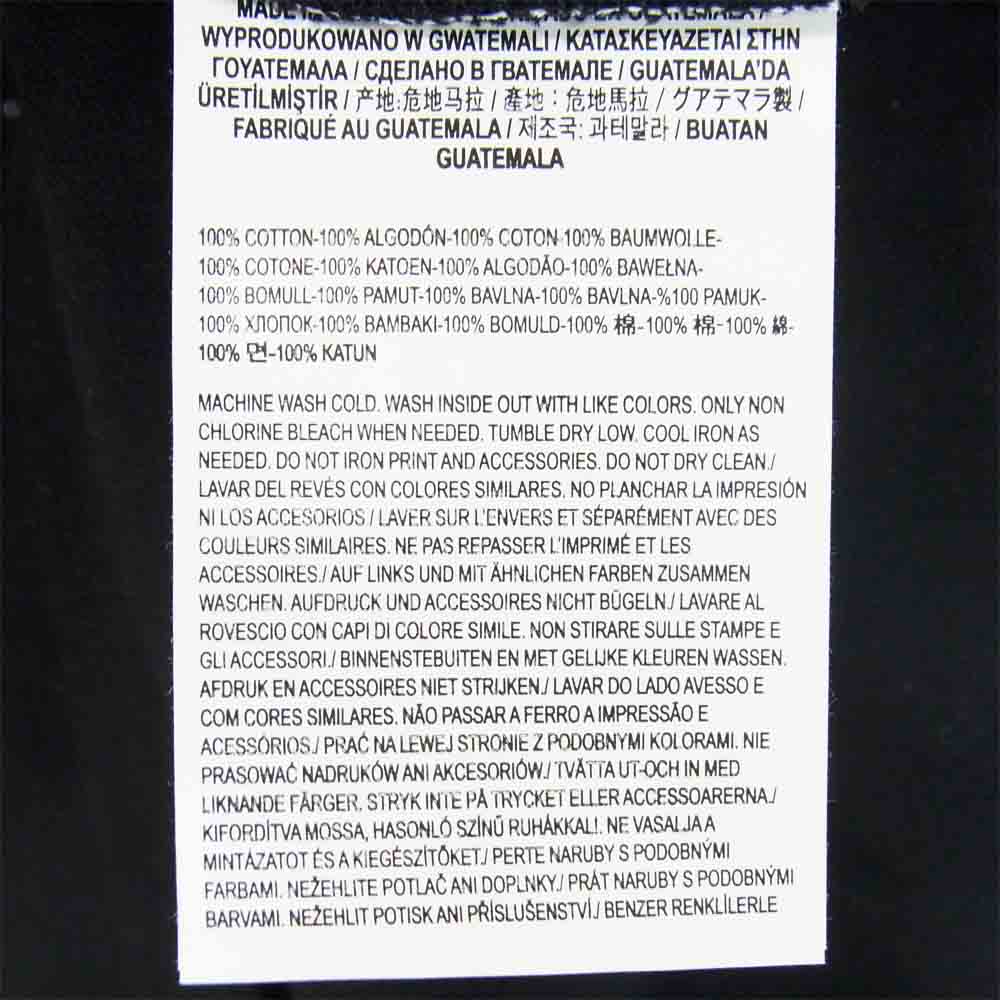 MADE
WYPRODUKOWANO W GWATEMALI / ΚΑΤΑΣΚΕΥΑΖΕΤΑΙ ΣΤΗΝ
ΓΟΥΑΤΕΜΑΛΑ / СДЕЛАНО В ГВАТЕМАЛЕ / GUATEMALA'DA
ÜRETİLMİŞTİR / 产地:危地马拉 / 產地：危地馬拉 / グアテマラ製 /
FABRIQUÉ AU GUATEMALA / 제조국: 과테말라 / BUATAN
GUATEMALA
100% COTTON-100% ALGODÓN-100% COTON-100% BAUMWOLLE-
100% COTONE-100% KATOEN-100% ALGODÃO-100% BAWEŁNA-
100% BOMULL-100% PAMUT-100% BAVLNA-100% BAVLNA-%100 PAMUK-
100% ХЛОПОК-100% BAMBAKI-100% BOMULD-100% 棉-100% 棉-100% 綿-
100% 면-100% KATUN
MACHINE WASH COLD. WASH INSIDE OUT WITH LIKE COLORS. ONLY NON
CHLORINE BLEACH WHEN NEEDED. TUMBLE DRY LOW. COOL IRON AS
NEEDED. DO NOT IRON PRINT AND ACCESSORIES. DO NOT DRY CLEAN./
LAVAR DEL REVÉS CON COLORES SIMILARES. NO PLANCHAR LA IMPRESIÓN
NI LOS ACCESORIOS / LAVER SUR L'ENVERS ET SÉPARÉMENT AVEC DES
COULEURS SIMILAIRES. NE PAS REPASSER L'IMPRIMÉ ET LES
ACCESSOIRES./ AUF LINKS UND MIT ÄHNLICHEN FARBEN ZUSAMMEN
WASCHEN. AUFDRUCK UND ACCESSOIRES NICHT BÜGELN./ LAVARE AL
ROVESCIO CON CAPI DI COLORE SIMILE. NON STIRARE SULLE STAMPE E
GLI ACCESSORI./ BINNENSTEBUITEN EN MET GELIJKE KLEUREN WASSEN.
AFDRUK EN ACCESSOIRES NIET STRIJKEN./ LAVAR DO LADO AVESSO E
COM CORES SIMILARES. NÃO PASSAR A FERRO A IMPRESSÃO E
ACESSÓRIOS./ PRAĆ NA LEWEJ STRONIE Z PODOBNYMI KOLORAMI. NIE
PRASOWAĆ NADRUKÓW ANI AKCESORIÓW./ TVÄTTA UT-OCH IN MED
LIKNANDE FÄRGER. STRYK INTE PÅ TRYCKET ELLER ACCESSOARERNA./
KIFORDÍTVA MOSSA, HASONLÓ SZÍNŰ RUHÁKKAL!. NE VASALJA A
MINTÁZATOT ÉS A KIEGÉSZÍTŐKET./ PERTE NARUBY S PODOBNÝMI
FARBAMI. NEŽEHLITE POTLAČ ANI DOPLNKY./ PRÁT NARUBY S PODOBNÝMI
BARVAMI. NEŽEHLIT POTISK ANI PŘÍSLUŠENSTVÍ./ BENZER RENKLİLERLE